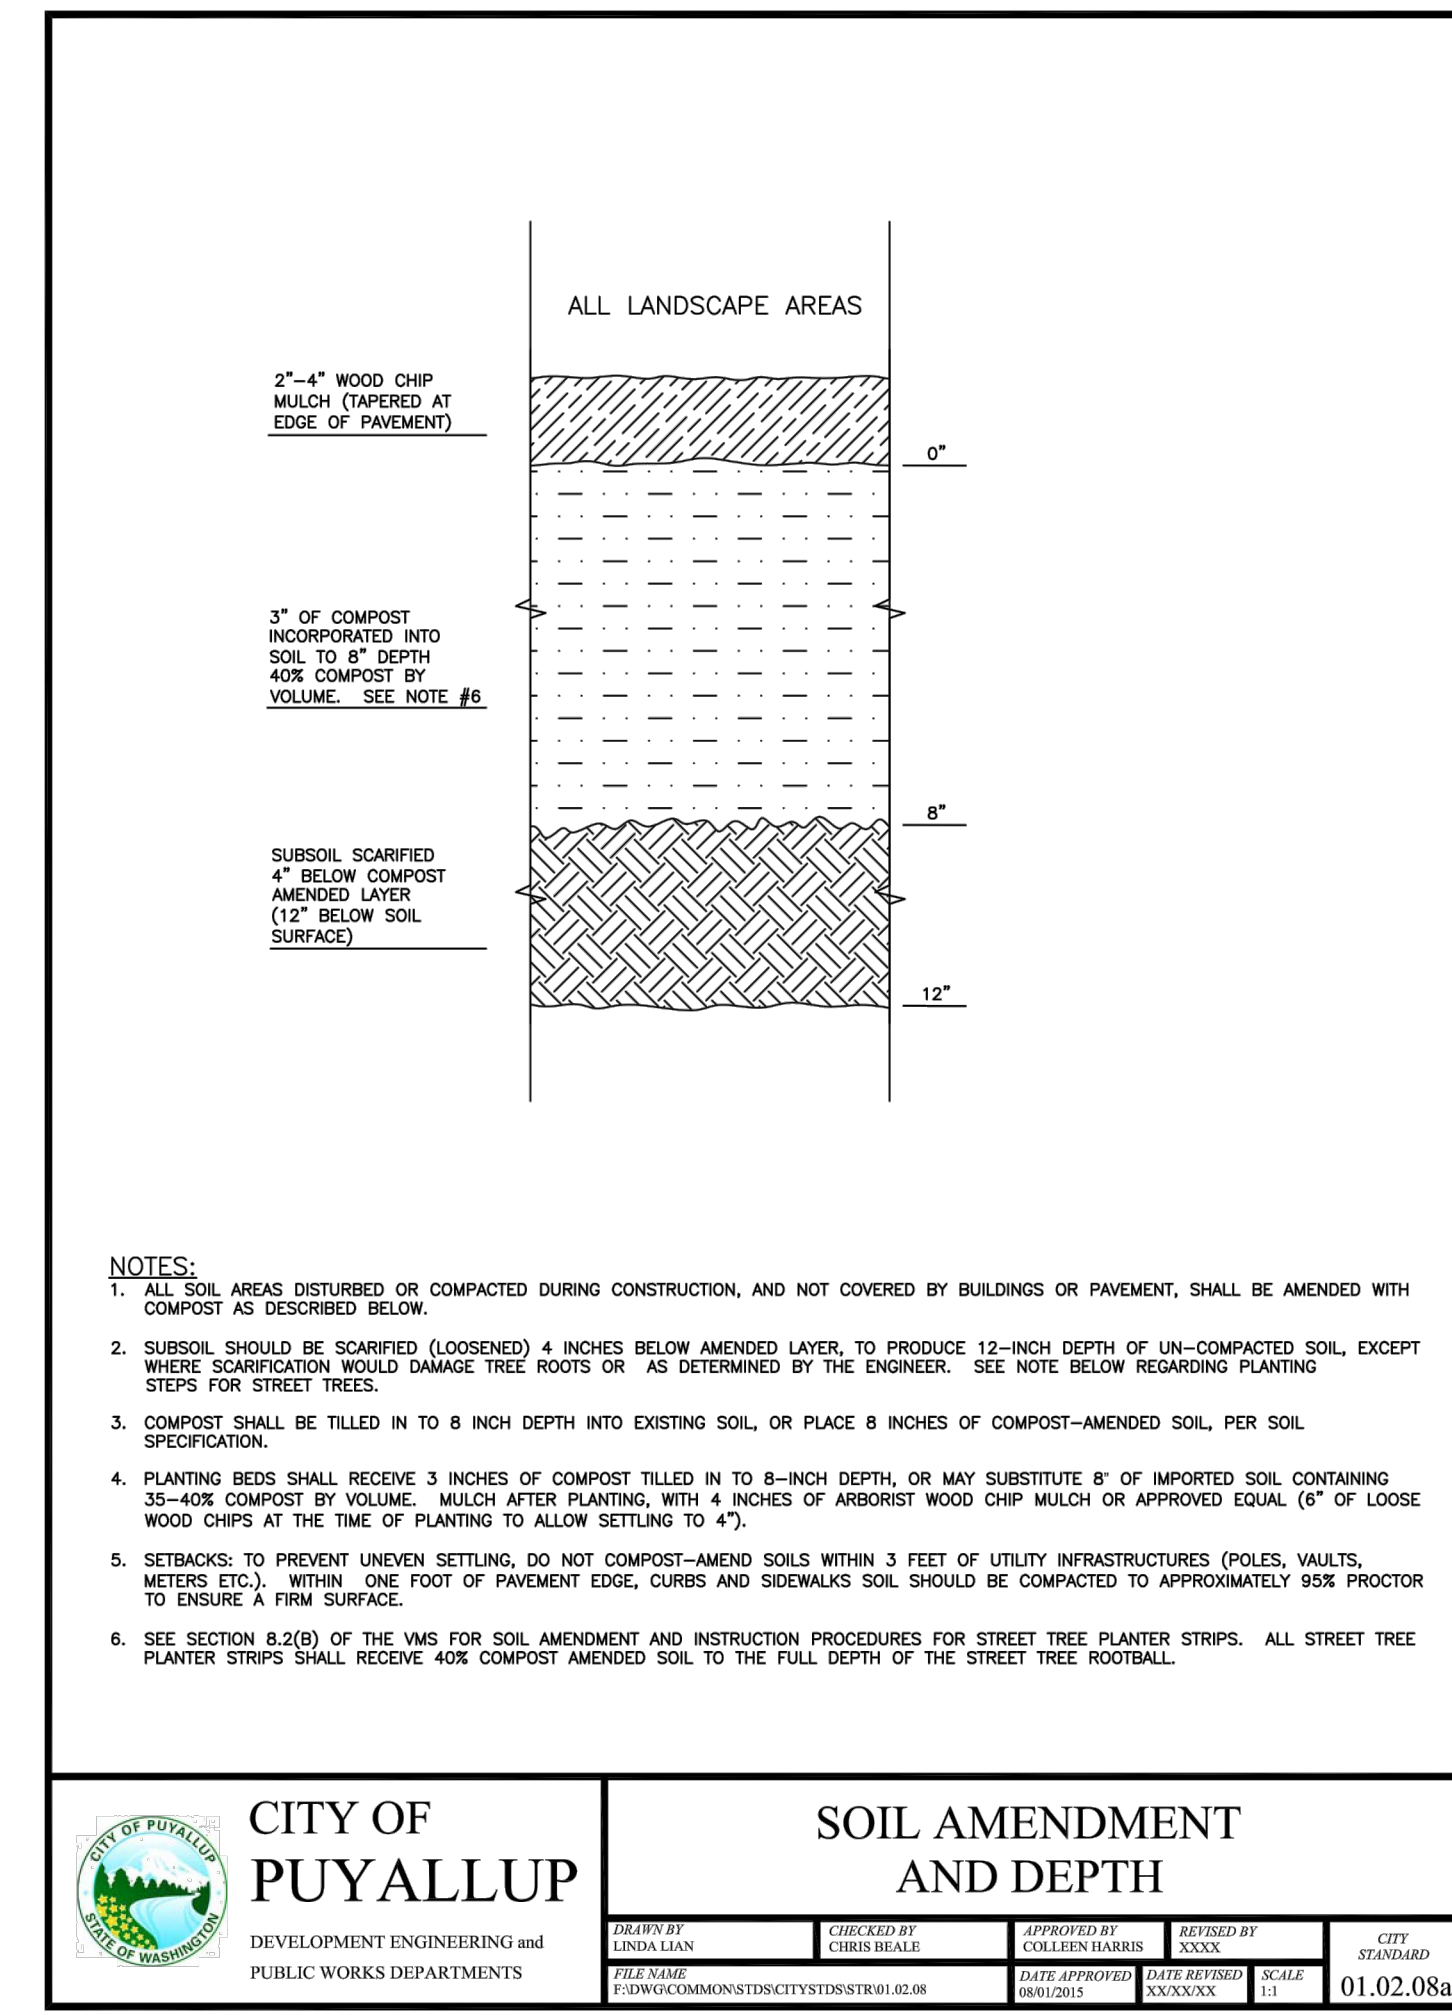 ALL LANDSCAPE AREAS
2"-4" WOOD CHIP
MULCH (TAPERED AT
EDGE OF PAVEMENT)
0"
3" OF COMPOST
INCORPORATED INTO
SOIL TO 8" DEPTH
40% COMPOST BY
VOLUME. SEE NOTE #6
8"
SUBSOIL SCARIFIED
4" BELOW COMPOST
AMENDED LAYER
(12" BELOW SOIL
SURFACE)
12"
NOTES:
1. ALL SOIL AREAS DISTURBED OR COMPACTED DURING CONSTRUCTION, AND NOT COVERED BY BUILDINGS OR PAVEMENT, SHALL BE AMENDED WITH
COMPOST AS DESCRIBED BELOW.
2. SUBSOIL SHOULD BE SCARIFIED (LOOSENED) 4 INCHES BELOW AMENDED LAYER, TO PRODUCE 12-INCH DEPTH OF UN-COMPACTED SOIL, EXCEPT
WHERE SCARIFICATION WOULD DAMAGE TREE ROOTS OR AS DETERMINED BY THE ENGINEER. SEE NOTE BELOW REGARDING PLANTING
STEPS FOR STREET TREES.
3. COMPOST SHALL BE TILLED IN TO 8 INCH DEPTH INTO EXISTING SOIL, OR PLACE 8 INCHES OF COMPOST-AMENDED SOIL, PER SOIL
SPECIFICATION.
4. PLANTING BEDS SHALL RECEIVE 3 INCHES OF COMPOST TILLED IN TO 8-INCH DEPTH, OR MAY SUBSTITUTE 8" OF IMPORTED SOIL CONTAINING
35-40% COMPOST BY VOLUME. MULCH AFTER PLANTING, WITH 4 INCHES OF ARBORIST WOOD CHIP MULCH OR APPROVED EQUAL (6" OF LOOSE
WOOD CHIPS AT THE TIME OF PLANTING TO ALLOW SETTLING TO 4").
5. SETBACKS: TO PREVENT UNEVEN SETTLING, DO NOT COMPOST-AMEND SOILS WITHIN 3 FEET OF UTILITY INFRASTRUCTURES (POLES, VAULTS,
METERS ETC.). WITHIN ONE FOOT OF PAVEMENT EDGE, CURBS AND SIDEWALKS SOIL SHOULD BE COMPACTED TO APPROXIMATELY 95% PROCTOR
TO ENSURE A FIRM SURFACE.
6. SEE SECTION 8.2(B) OF THE VMS FOR SOIL AMENDMENT AND INSTRUCTION PROCEDURES FOR STREET TREE PLANTER STRIPS. ALL STREET TREE
PLANTER STRIPS SHALL RECEIVE 40% COMPOST AMENDED SOIL TO THE FULL DEPTH OF THE STREET TREE ROOTBALL.
CITY OF PUYALLUP
STATE OF WASHINGTON
CITY OF
PUYALLUP
DEVELOPMENT ENGINEERING and
PUBLIC WORKS DEPARTMENTS
SOIL AMENDMENT
AND DEPTH
DRAWN BY
LINDA LIAN
CHECKED BY
CHRIS BEALE
APPROVED BY
COLLEEN HARRIS
REVISED BY
XXXX
FILE NAME
F:\DWG\COMMON\STDS\CITYSTDS\STR\01.02.08
DATE APPROVED
08/01/2015
DATE REVISED
XX/XX/XX
SCALE
1:1
CITY
STANDARD
01.02.08a